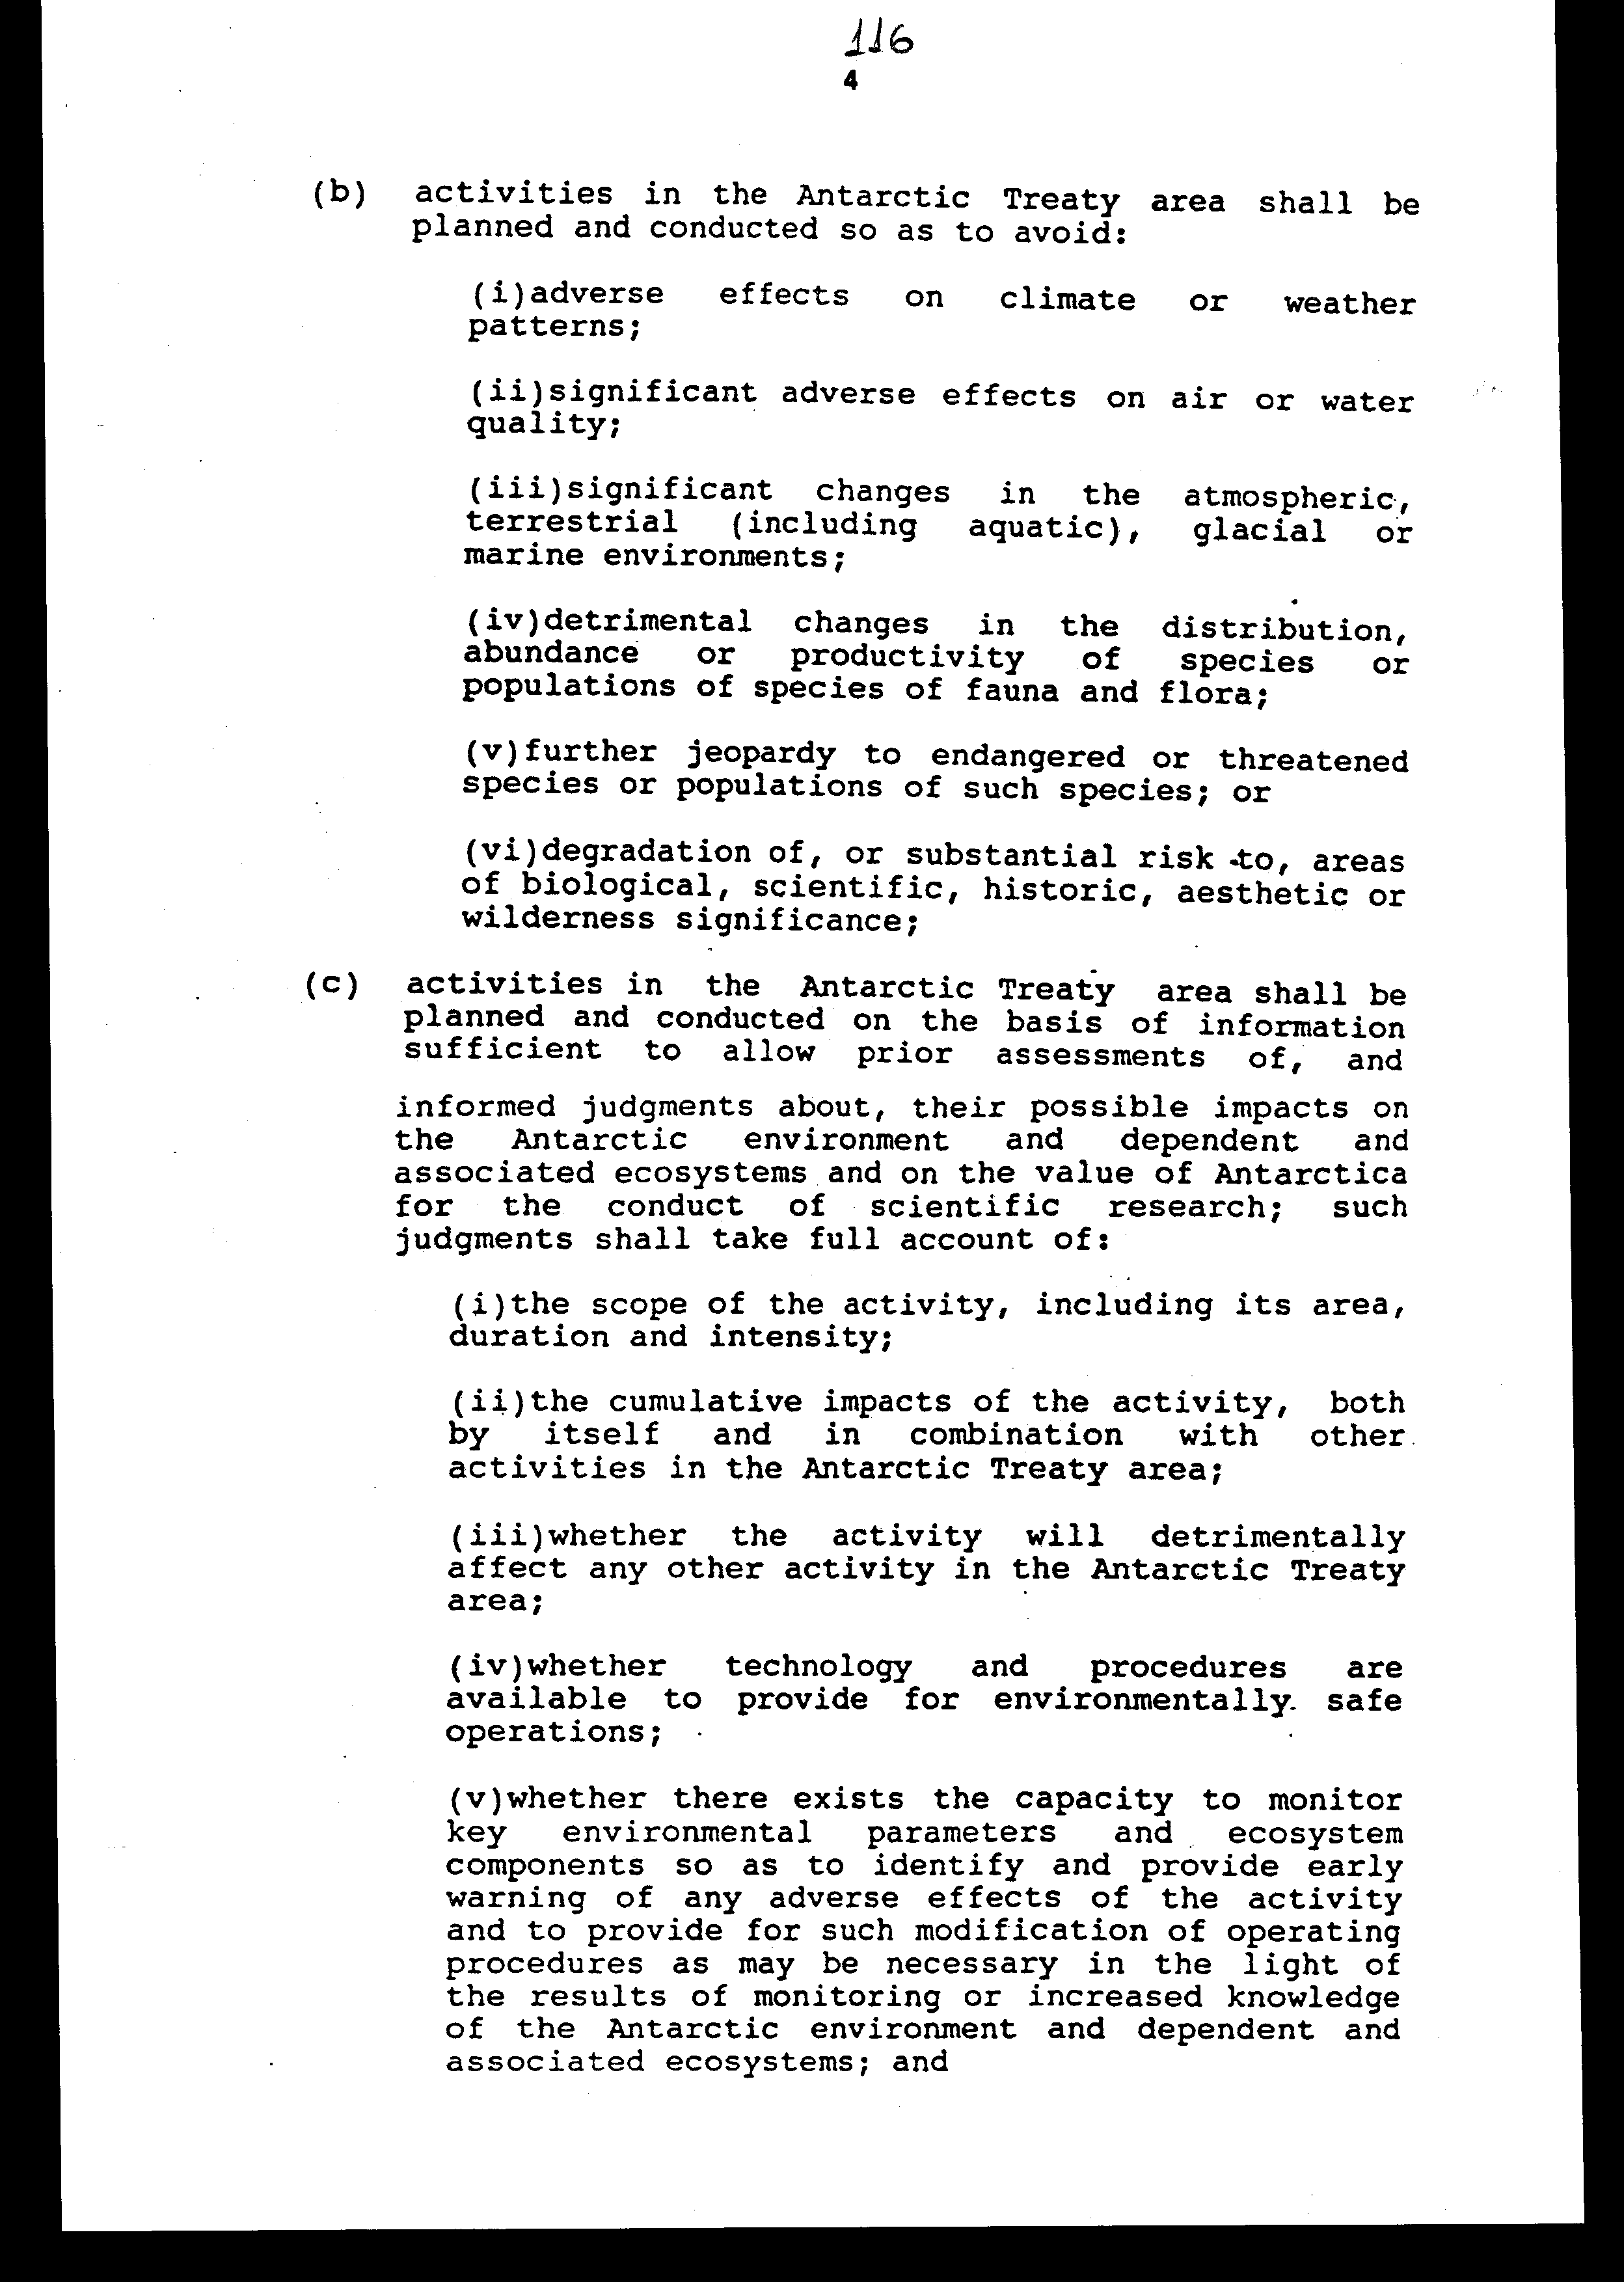 116
4
(b) activities in the Antarctic Treaty area shall be
planned and conducted so as to avoid:
(i)adverse effects on climate or weather
patterns;
(ii)significant adverse effects on air or water
quality;
(iii)significant changes in the atmospheric,
terrestrial (including aquatic), glacial or
marine environments;
(iv)detrimental changes in the distribution,
abundance or productivity of species or
populations of species of fauna and flora;
(v)further jeopardy to endangered or threatened
species or populations of such species; or
(vi)degradation of, or substantial risk to, areas
of biological, scientific, historic, aesthetic or
wilderness significance;
(c) activities in the Antarctic Treaty area shall be
planned and conducted on the basis of information
sufficient to allow prior assessments of, and
informed judgments about, their possible impacts on
the Antarctic environment and dependent and
associated ecosystems and on the value of Antarctica
for the conduct of scientific research; such
judgments shall take full account of:
(i)the scope of the activity, including its area,
duration and intensity;
(ii)the cumulative impacts of the activity, both
by itself and in combination with other
activities in the Antarctic Treaty area;
(iii)whether the activity will detrimentally
affect any other activity in the Antarctic Treaty
area;
(iv)whether technology and procedures are
available to provide for environmentally safe
operations;
(v)whether there exists the capacity to monitor
key environmental parameters and ecosystem
components so as to identify and provide early
warning of any adverse effects of the activity
and to provide for such modification of operating
procedures as may be necessary in the light of
the results of monitoring or increased knowledge
of the Antarctic environment and dependent and
associated ecosystems; and